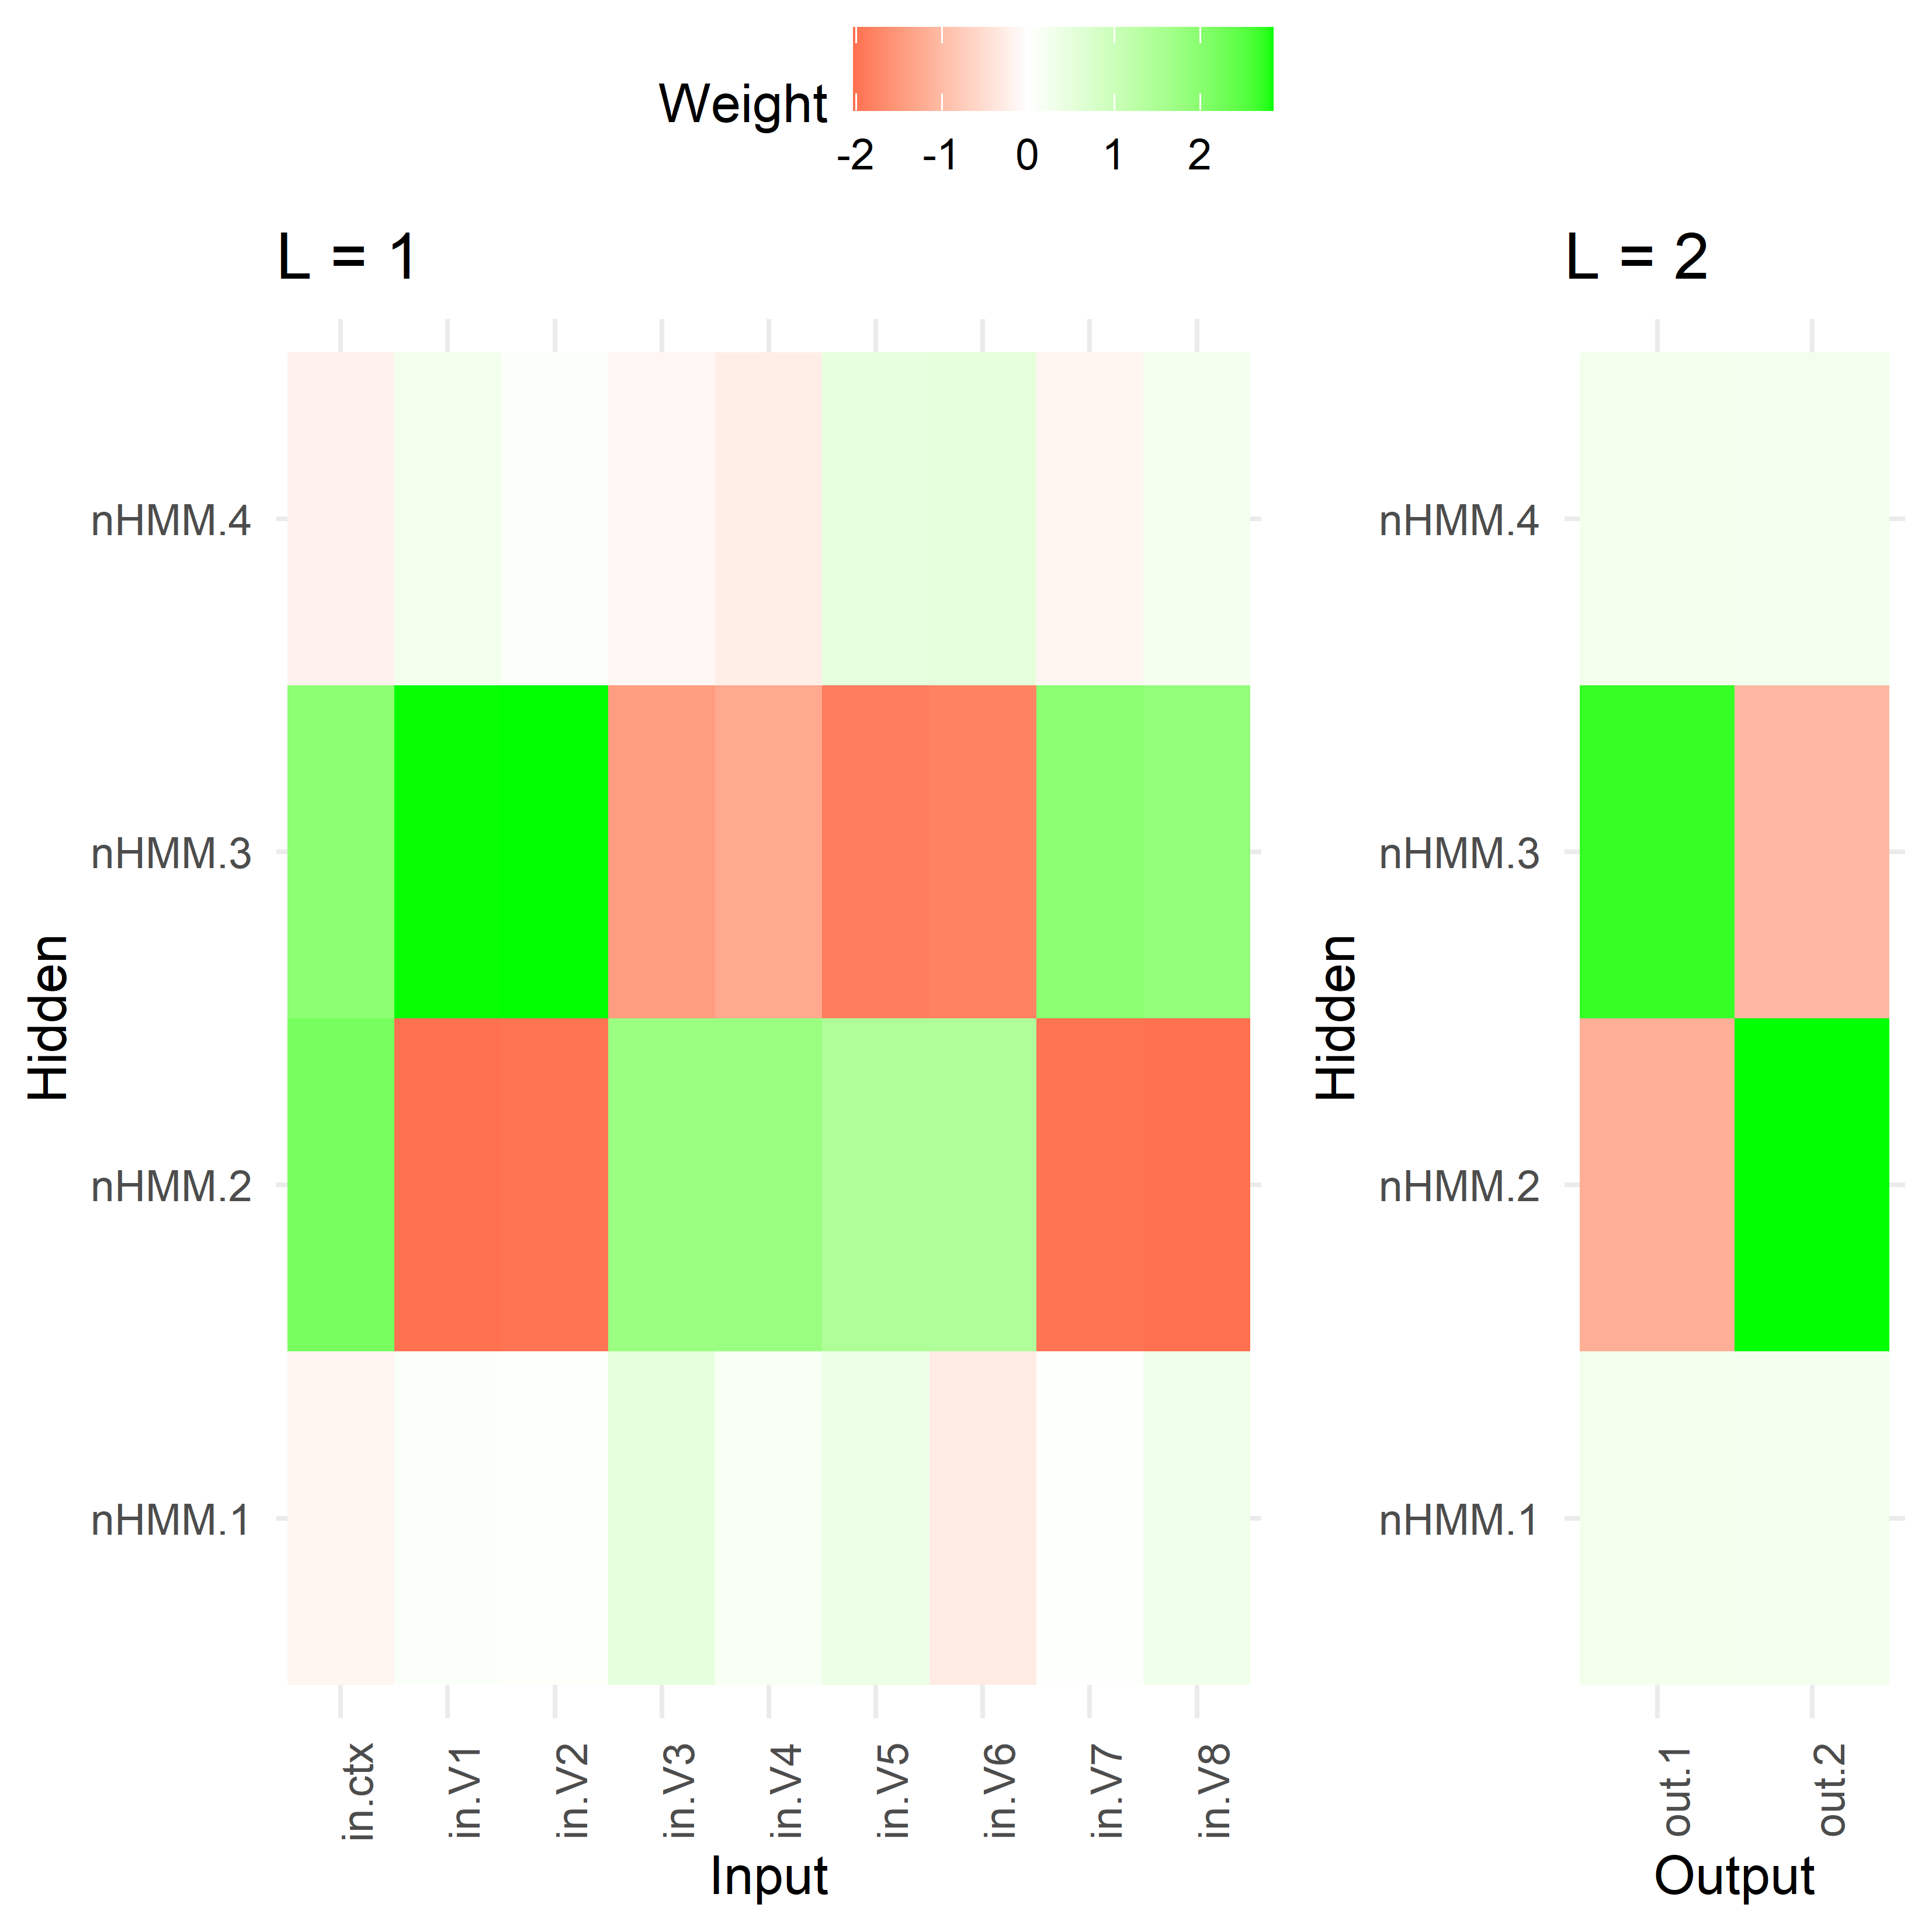 Weight
-2 -1 0 1 2
L = 1
nHMM.4
nHMM.3
nHMM.2
nHMM.1
Hidden
in.ctx in.V1 in.V2 in.V3 in.V4 in.V5 in.V6 in.V7 in.V8
Input
L = 2
nHMM.4
nHMM.3
nHMM.2
nHMM.1
Hidden
out.1 out.2
Output